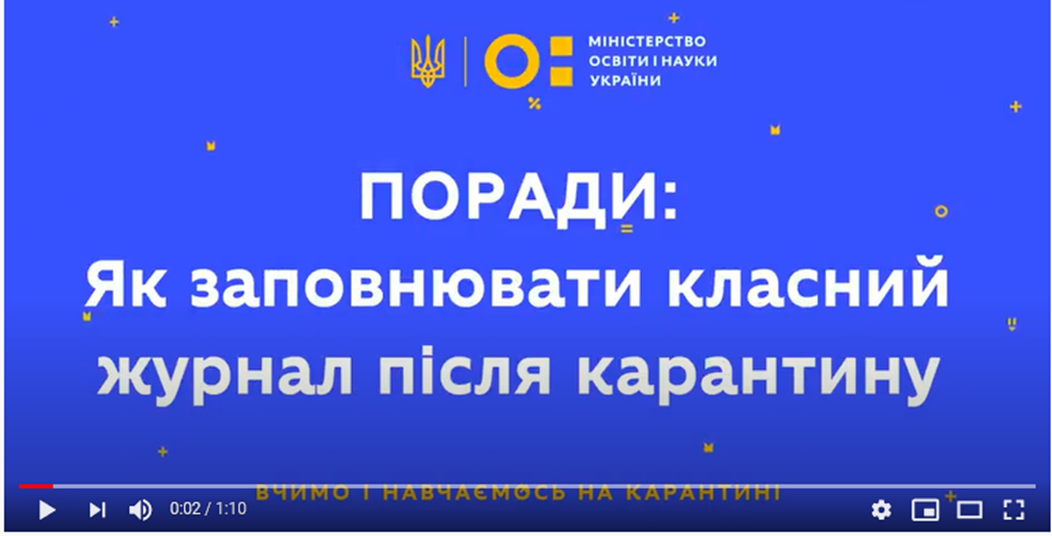 МІНІСТЕРСТВО
ОСВІТИ І НАУКИ
УКРАЇНИ
ПОРАДИ:
Як заповнювати класний
журнал після карантину
ВЧИМО І НАВЧАЄМОСЬ НА КАРАНТИНІ
0:02 / 1:10